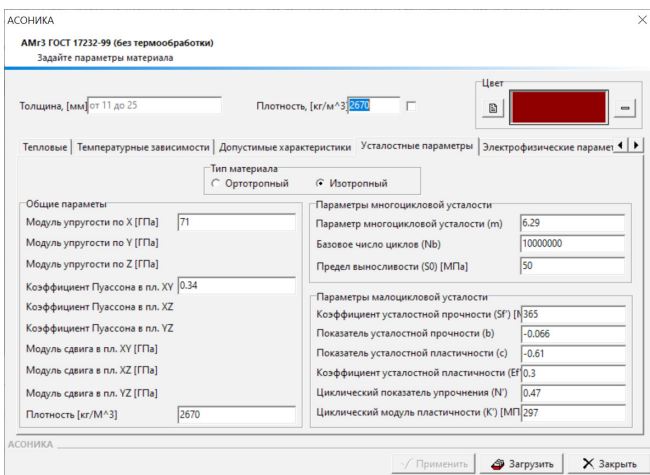 АСОНИКА
АМг3 ГОСТ 17232-99 (без термообработки)
Задайте параметры материала
Цвет
Толщина, [мм] от 11 до 25 Плотность, [кг/м^3] 2670
Тепловые Температурные зависимости Допустимые характеристики Усталостные параметры Электрофизические парамет
Тип материала
Ортотропный Изотропный
Общие параметы
Модуль упругости по X [ГПа] 71
Модуль упругости по Y [ГПа]
Модуль упругости по Z [ГПа]
Коэффициент Пуассона в пл. XY 0.34
Коэффициент Пуассона в пл. XZ
Коэффициент Пуассона в пл. YZ
Модуль сдвига в пл. XY [ГПа]
Модуль сдвига в пл. XZ [ГПа]
Модуль сдвига в пл. YZ [ГПа]
Плотность [кг/М^3] 2670
Параметры многоцикловой усталости
Параметр многоцикловой усталости (m) 6.29
Базовое число циклов (Nb) 10000000
Предел выносливости (S0) [МПа] 50
Параметры малоцикловой усталости
Коэффициент усталостной прочности (Sf') [М 365
Показатель усталостной прочности (b) -0.066
Показатель усталостной пластичности (c) -0.61
Коэффициент усталостной пластичности (Ef' 0.3
Циклический показатель упрочнения (N') 0.47
Циклический модуль пластичности (K') [МП 297
АСОНИКА
Применить Загрузить Закрыть